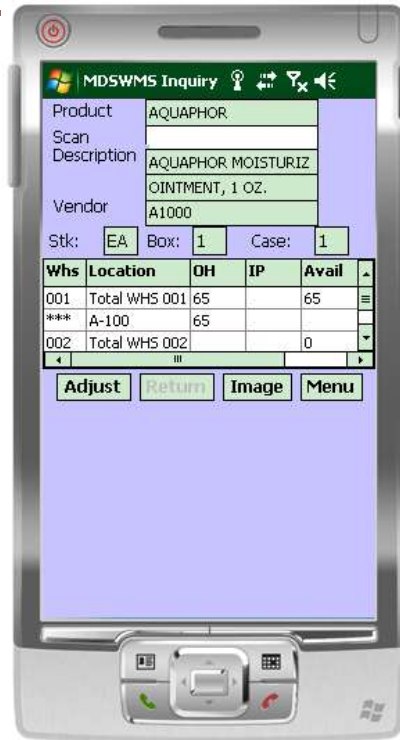 MDSWMS Inquiry
Product AQUAPHOR
Scan
Description AQUAPHOR MOISTURIZ
OINTMENT, 1 OZ.
Vendor A1000
Stk: EA Box: 1 Case: 1
Whs Location OH IP Avail
001 Total WHS 001 65 65
*** A-100 65
002 Total WHS 002 0
Adjust Return Image Menu